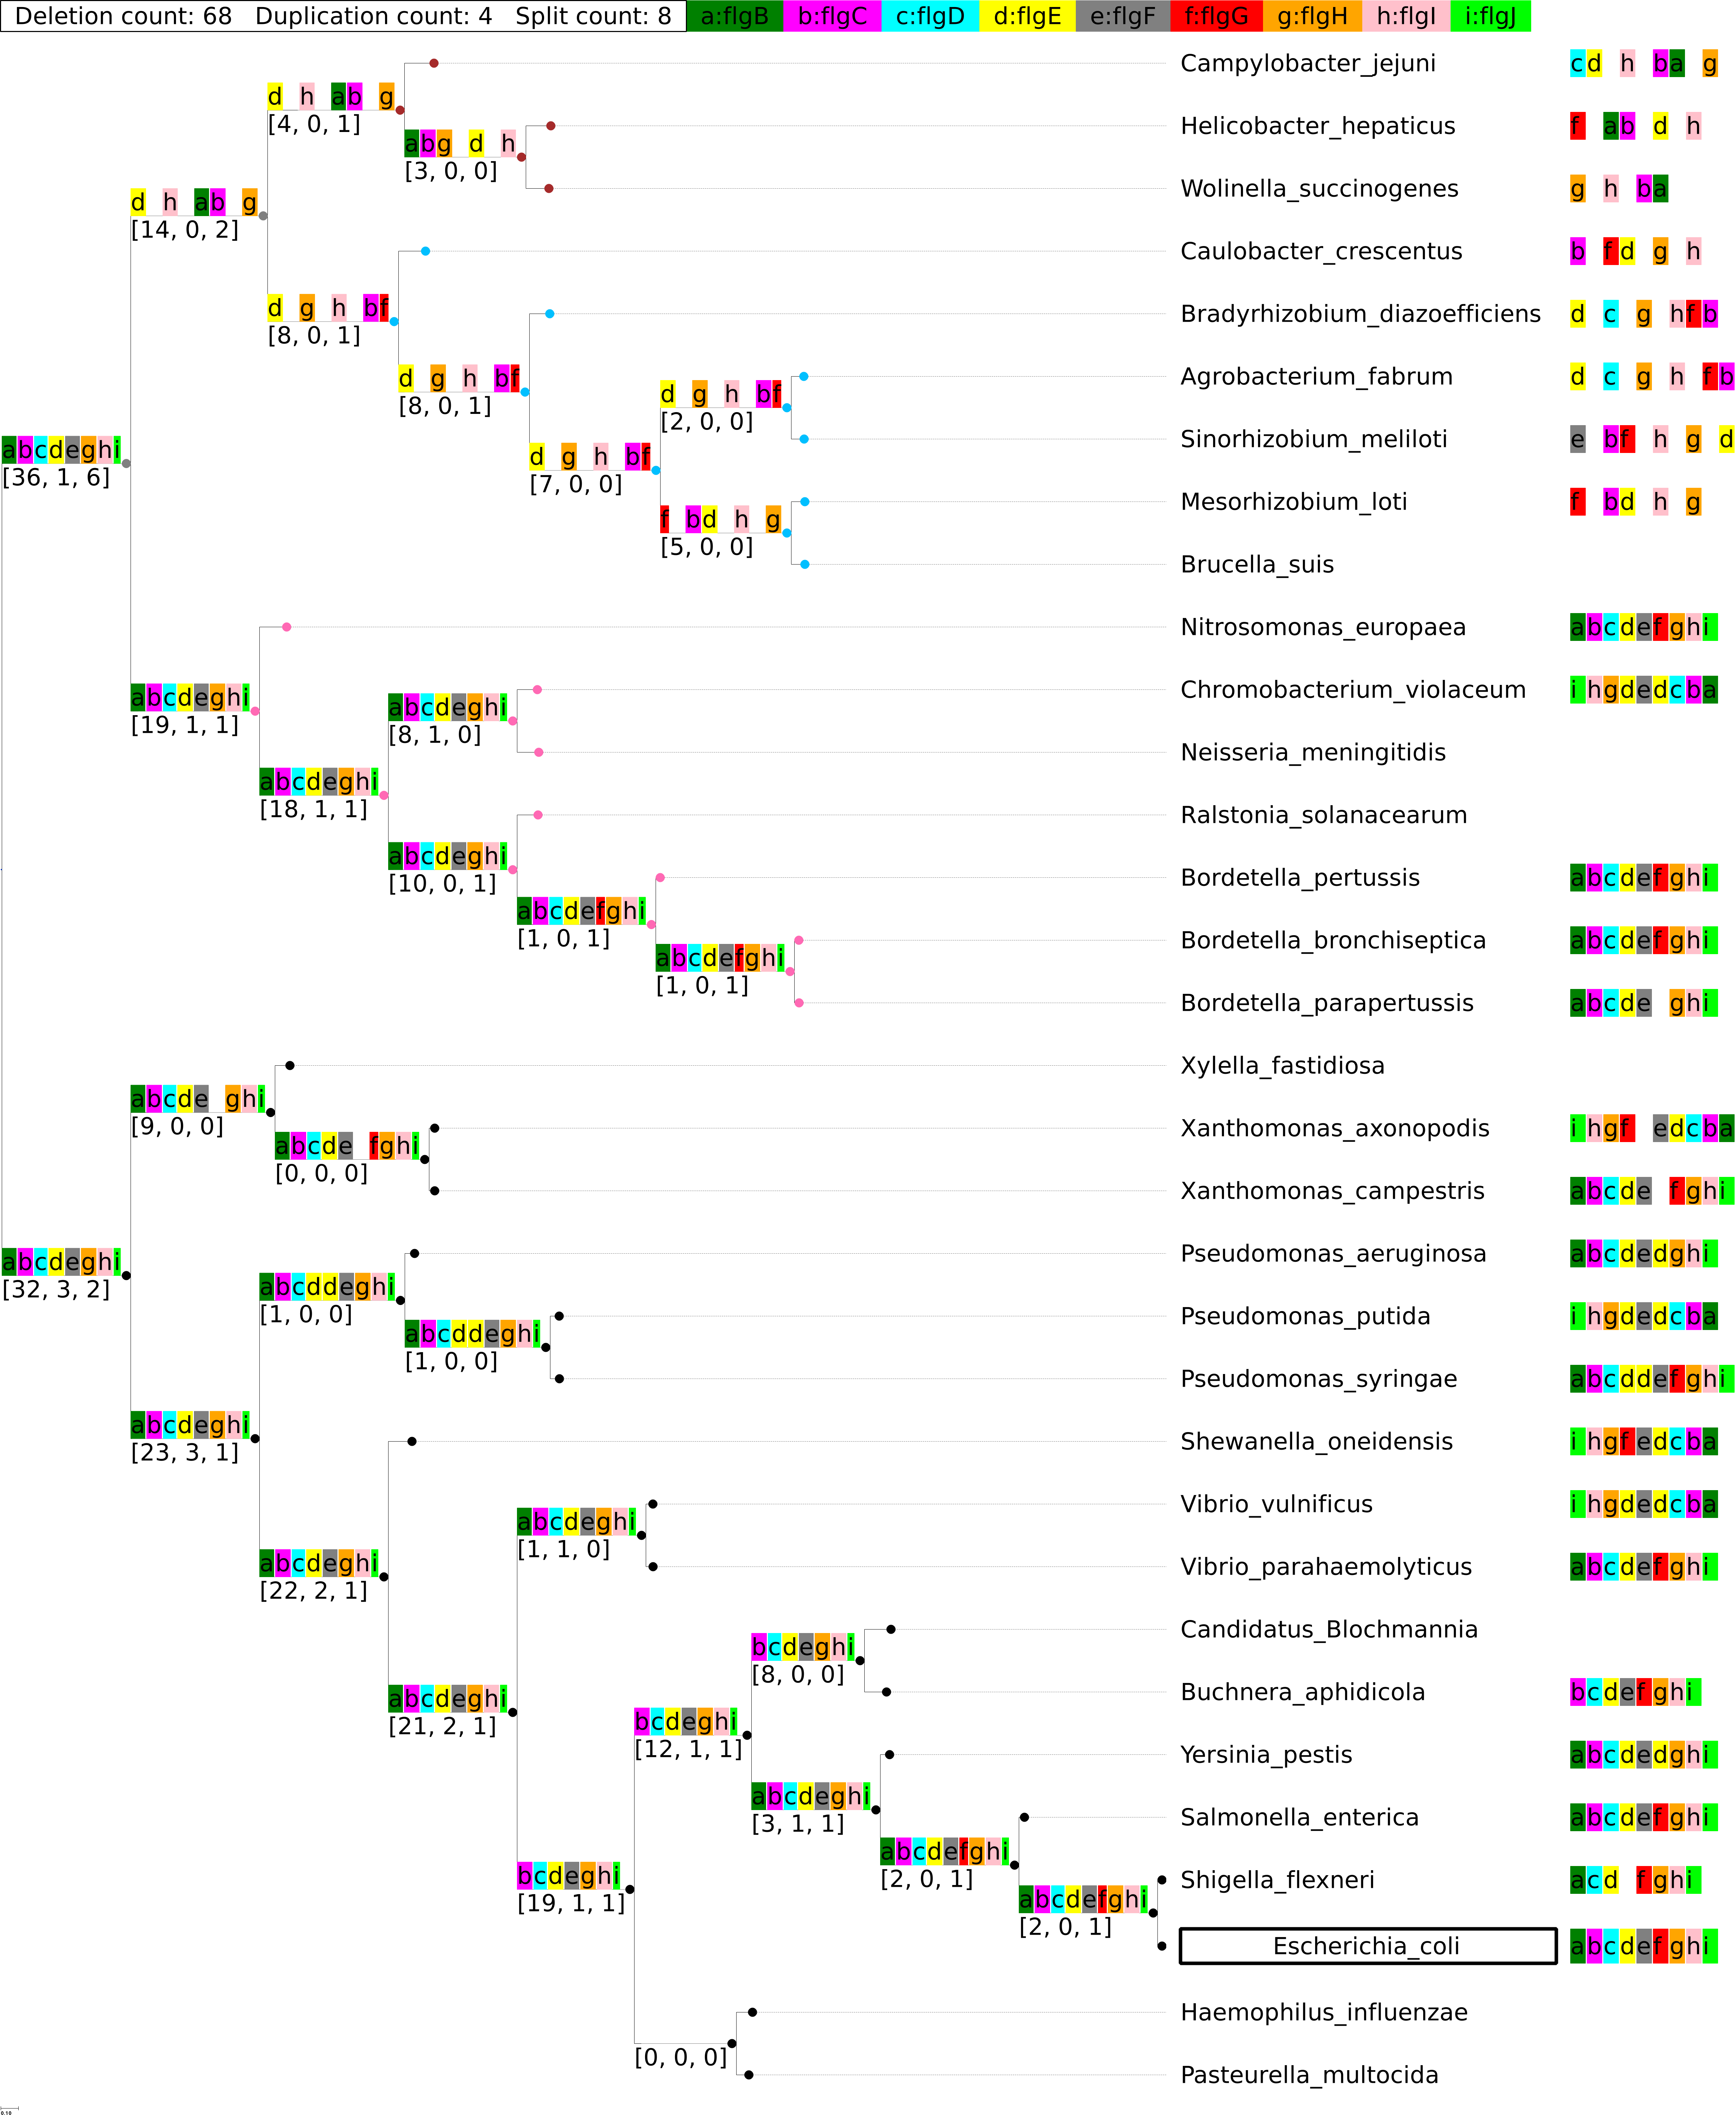 Deletion count: 68 Duplication count: 4 Split count: 8 a:flgB b:flgC c:flgD d:flgE e:flgF f:flgG g:flgH h:flgI i:flgJ
Campylobacter_jejuni cd h ba g
d h ab g
[4, 0, 1]
Helicobacter_hepaticus f ab d h
abg d h
[3, 0, 0]
Wolinella_succinogenes g h ba
d h ab g
[14, 0, 2]
Caulobacter_crescentus b fd g h
d g h bf
[8, 0, 1]
Bradyrhizobium_diazoefficiens d c g hfb
d g h bf
[8, 0, 1]
Agrobacterium_fabrum d c g h fb
d g h bf
[2, 0, 0]
Sinorhizobium_meliloti e bf h g d
abcdeghi
[36, 1, 6]
d g h bf
[7, 0, 0]
Mesorhizobium_loti f bd h g
f bd h g
[5, 0, 0]
Brucella_suis
Nitrosomonas_europaea abcdefghi
abcdeghi
[19, 1, 1]
Chromobacterium_violaceum ihgdedcba
abcdeghi
[8, 1, 0]
Neisseria_meningitidis
abcdeghi
[18, 1, 1]
Ralstonia_solanacearum
abcdeghi
[10, 0, 1]
Bordetella_pertussis abcdefghi
abcdefghi
[1, 0, 1]
Bordetella_bronchiseptica abcdefghi
abcdefghi
[1, 0, 1]
Bordetella_parapertussis abcde ghi
Xylella_fastidiosa
abcde ghi
[9, 0, 0]
Xanthomonas_axonopodis ihgf edcba
abcde fghi
[0, 0, 0]
Xanthomonas_campestris abcde fghi
Pseudomonas_aeruginosa abcdedghi
abcdeghi
[32, 3, 2]
abcddeghi
[1, 0, 0]
Pseudomonas_putida ihgdedcba
abcddeghi
[1, 0, 0]
Pseudomonas_syringae abcddefghi
abcdeghi
[23, 3, 1]
Shewanella_oneidensis ihgfedcba
Vibrio_vulnificus ihgdedcba
abcdeghi
[1, 1, 0]
Vibrio_parahaemolyticus abcdefghi
abcdeghi
[22, 2, 1]
Candidatus_Blochmannia
bcdeghi
[8, 0, 0]
Buchnera_aphidicola bcdefghi
abcdeghi
[21, 2, 1]
bcdeghi
[12, 1, 1]
Yersinia_pestis abcdedghi
abcdeghi
[3, 1, 1]
Salmonella_enterica abcdefghi
abcdefghi
[2, 0, 1]
Shigella_flexneri acd fghi
bcdeghi
[19, 1, 1]
abcdefghi
[2, 0, 1]
Escherichia_coli abcdefghi
Haemophilus_influenzae
[0, 0, 0]
Pasteurella_multocida
0.10